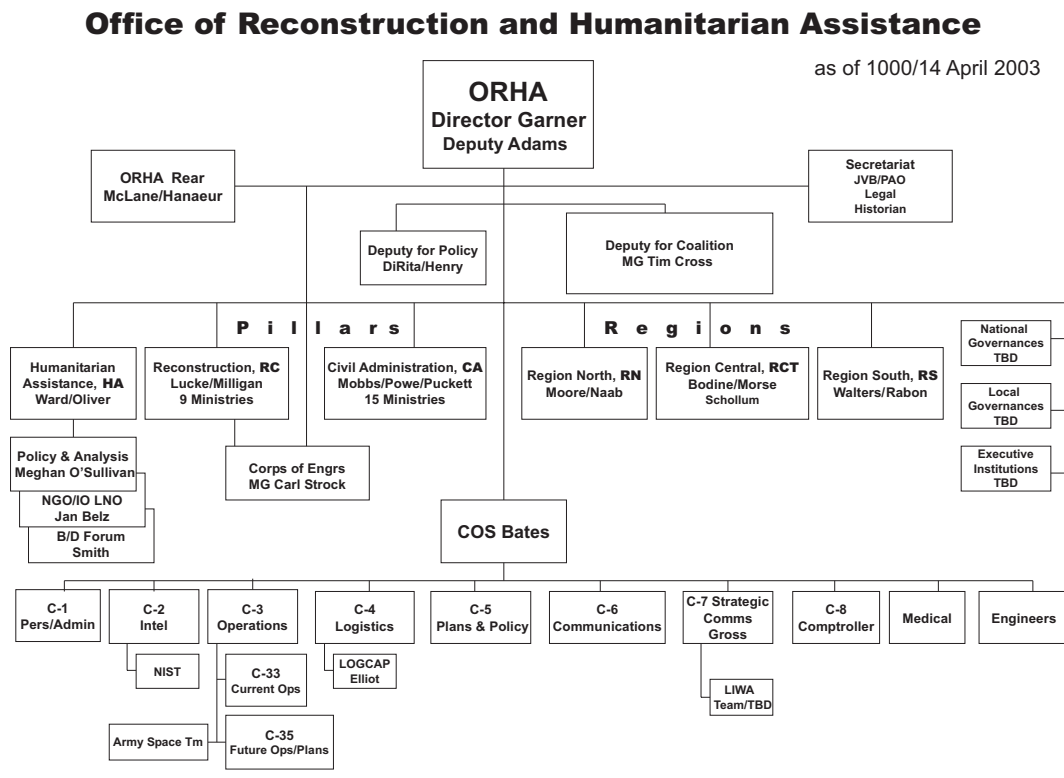 Office of Reconstruction and Humanitarian Assistance
as of 1000/14 April 2003
ORHA
Director Garner
Deputy Adams
ORHA Rear
McLane/Hanaeur
Secretariat
JVB/PAO
Legal
Historian
Deputy for Policy
DiRita/Henry
Deputy for Coalition
MG Tim Cross
Pillars
Regions
Humanitarian
Assistance, HA
Ward/Oliver
Reconstruction, RC
Lucke/Milligan
9 Ministries
Civil Administration, CA
Mobbs/Powe/Puckett
15 Ministries
Region North, RN
Moore/Naab
Region Central, RCT
Bodine/Morse
Schollum
Region South, RS
Walters/Rabon
National
Governances
TBD
Local
Governances
TBD
Executive
Institutions
TBD
Policy & Analysis
Meghan O'Sullivan
NGO/IO LNO
Jan Belz
B/D Forum
Smith
Corps of Engrs
MG Carl Strock
COS Bates
C-1
Pers/Admin
C-2
Intel
C-3
Operations
C-4
Logistics
C-5
Plans & Policy
C-6
Communications
C-7 Strategic
Comms
Gross
C-8
Comptroller
Medical
Engineers
NIST
C-33
Current Ops
LOGCAP
Elliot
LIWA
Team/TBD
Army Space Tm
C-35
Future Ops/Plans